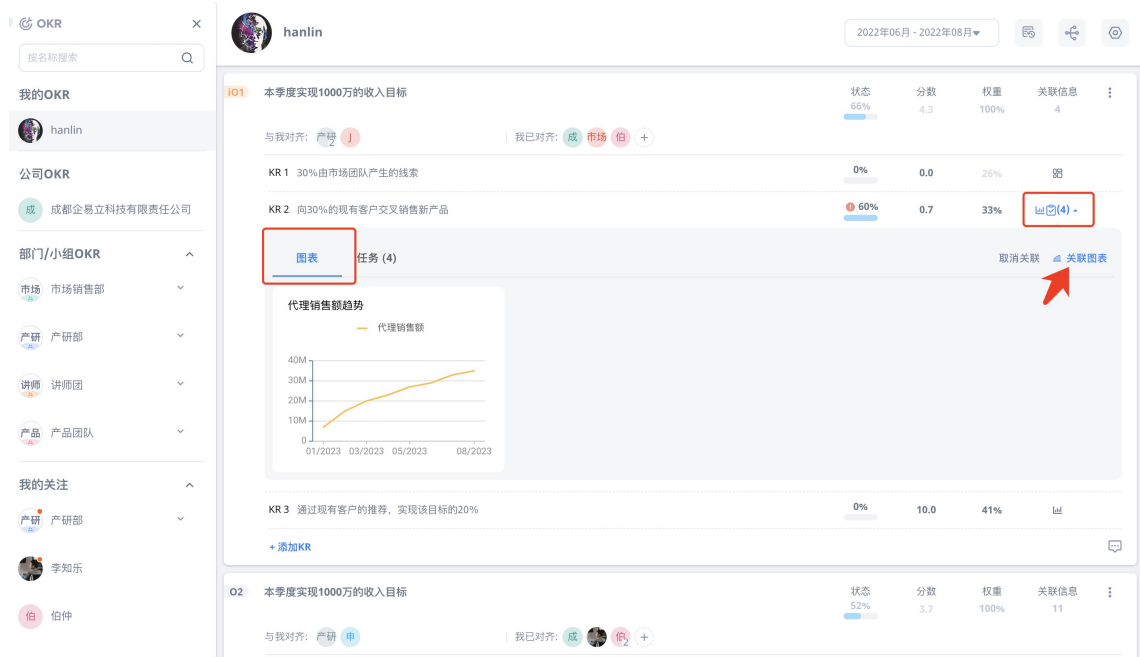 OKR
hanlin
2022年06月 - 2022年08月
按名称搜索
我的OKR
hanlin
公司OKR
成 成都企易立科技有限责任公司
部门/小组OKR
市场 市场销售部
产研 产研部
讲师 讲师团
产品 产品团队
我的关注
产研 产研部
李知乐
伯 伯仲
iO1 本季度实现1000万的收入目标 状态 分数 权重 关联信息
66% 4.3 100% 4
与我对齐: 产研 2 J 我已对齐: 成 市场 伯 +
KR 1 30%由市场团队产生的线索 0% 0.0 26%
KR 2 向30%的现有客户交叉销售新产品 60% 0.7 33% (4)
图表 任务 (4) 取消关联 关联图表
代理销售额趋势
代理销售额
40M
30M
20M
10M
0
01/2023 03/2023 05/2023 08/2023
KR 3 通过现有客户的推荐，实现该目标的20% 0% 10.0 41%
+ 添加KR
O2 本季度实现1000万的收入目标 状态 分数 权重 关联信息
52% 3.7 100% 11
与我对齐: 产研 申 我已对齐: 成 伯 2 +